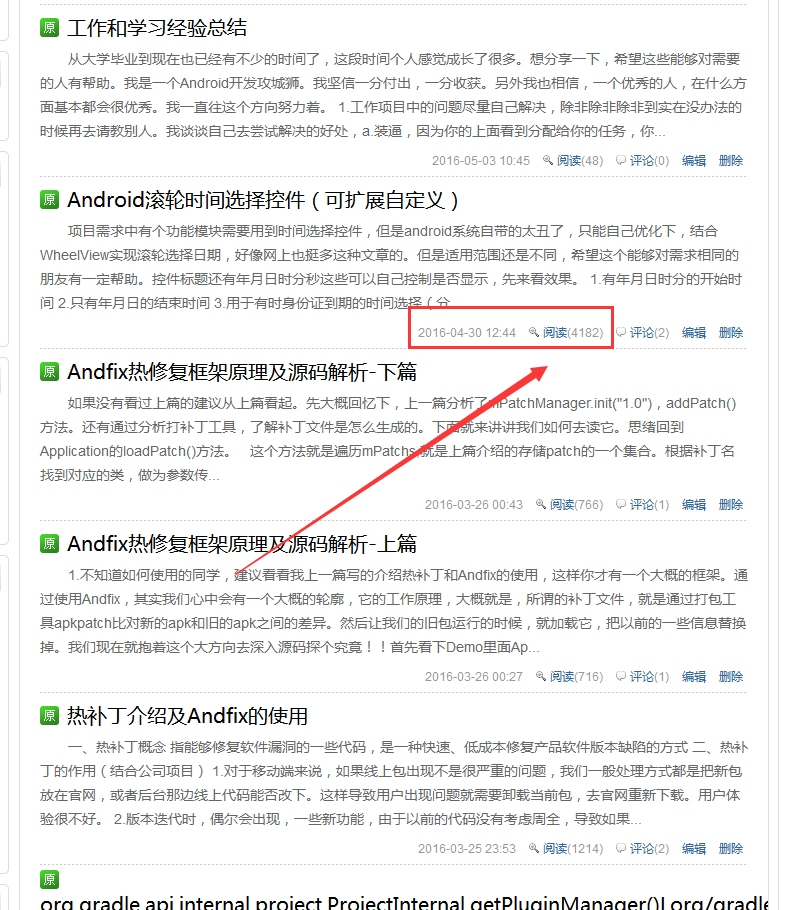 原 工作和学习经验总结
从大学毕业到现在也已经有不少的时间了，这段时间个人感觉成长了很多。想分享一下，希望这些能够对需要
的人有帮助。我是一个Android开发攻城狮。我坚信一分付出，一分收获。另外我也相信，一个优秀的人，在什么方
面基本都会很优秀。我一直往这个方向努力着。 1.工作项目中的问题尽量自己解决，除非除非除非到实在没办法的
时候再去请教别人。我谈谈自己去尝试解决的好处，a.装逼，因为你的上面看到分配给你的任务，你...
2016-05-03 10:45 阅读(48) 评论(0) 编辑 删除
原 Android滚轮时间选择控件（可扩展自定义）
项目需求中有个功能模块需要用到时间选择控件，但是android系统自带的太丑了，只能自己优化下，结合
WheelView实现滚轮选择日期，好像网上也挺多这种文章的。但是适用范围还是不同，希望这个能够对需求相同的
朋友有一定帮助。控件标题还有年月日时分秒这些可以自己控制是否显示，先来看效果。 1.有年月日时分的开始时
间 2.只有年月日的结束时间 3.用于有时身份证到期的时间选择（分
2016-04-30 12:44 阅读(4182) 评论(2) 编辑 删除
原 Andfix热修复框架原理及源码解析-下篇
如果没有看过上篇的建议从上篇看起。先大概回忆下，上一篇分析了mPatchManager.init("1.0")，addPatch()
方法。还有通过分析打补丁工具，了解补丁文件是怎么生成的。下面就来讲讲我们如何去读它。思绪回到
Application的loadPatch()方法。 这个方法就是遍历mPatchs,就是上篇介绍的存储patch的一个集合。根据补丁名
找到对应的类，做为参数传...
2016-03-26 00:43 阅读(766) 评论(1) 编辑 删除
原 Andfix热修复框架原理及源码解析-上篇
1.不知道如何使用的同学，建议看看我上一篇写的介绍热补丁和Andfix的使用，这样你才有一个大概的框架。通
过使用Andfix，其实我们心中会有一个大概的轮廓，它的工作原理，大概就是，所谓的补丁文件，就是通过打包工
具apkpatch比对新的apk和旧的apk之间的差异。然后让我们的旧包运行的时候，就加载它，把以前的一些信息替换
掉。我们现在就抱着这个大方向去深入源码探个究竟！！首先看下Demo里面Ap...
2016-03-26 00:27 阅读(716) 评论(1) 编辑 删除
原 热补丁介绍及Andfix的使用
一、热补丁概念 指能够修复软件漏洞的一些代码，是一种快速、低成本修复产品软件版本缺陷的方式 二、热补
丁的作用（结合公司项目） 1.对于移动端来说，如果线上包出现不是很严重的问题，我们一般处理方式都是把新包
放在官网，或者后台那边线上代码能否改下。这样导致用户出现问题就需要卸载当前包，去官网重新下载。用户体
验很不好。 2.版本迭代时，偶尔会出现，一些新功能，由于以前的代码没有考虑周全，导致如果...
2016-03-25 23:53 阅读(1214) 评论(2) 编辑 删除
原
org.gradle.api.internal.project.ProjectInternal.getPluginManager()Lorg/gradle